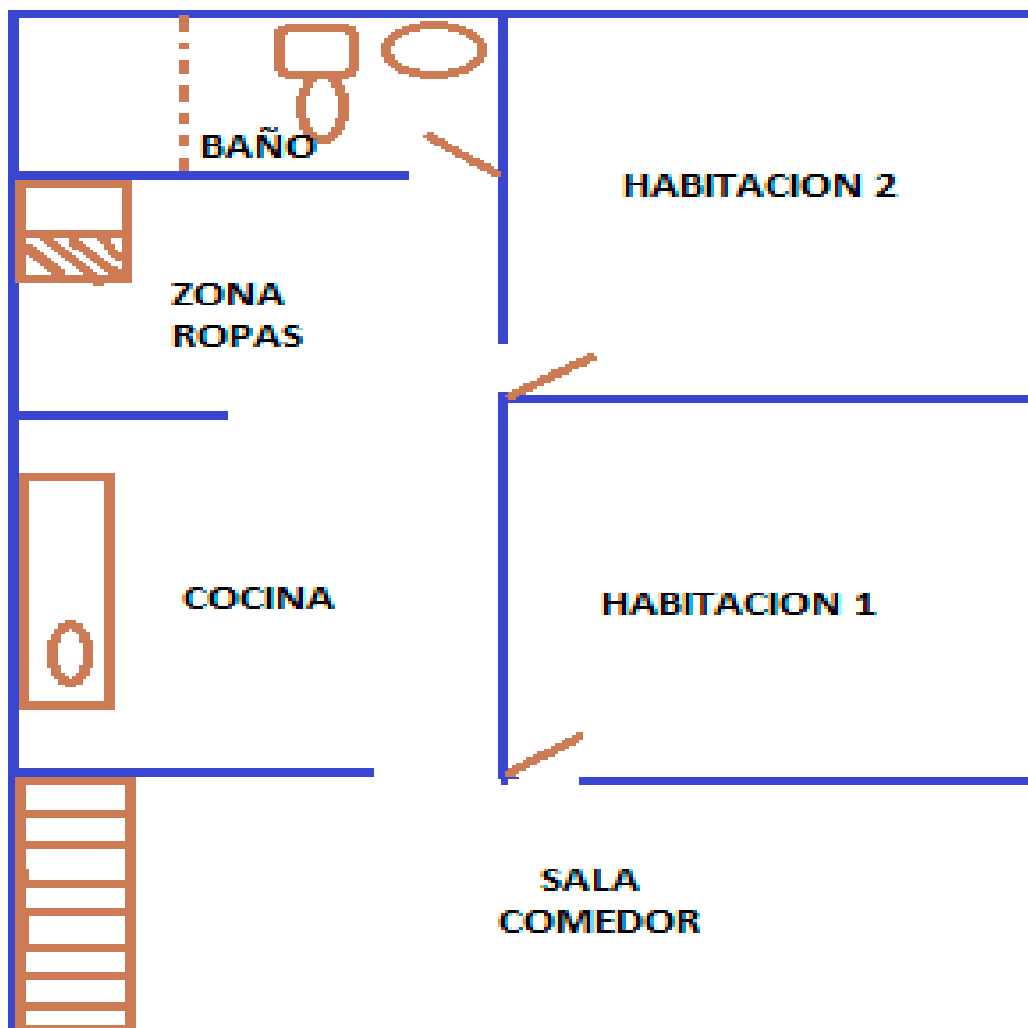 BAÑO
HABITACION 2
ZONA
ROPAS
COCINA
HABITACION 1
SALA
COMEDOR